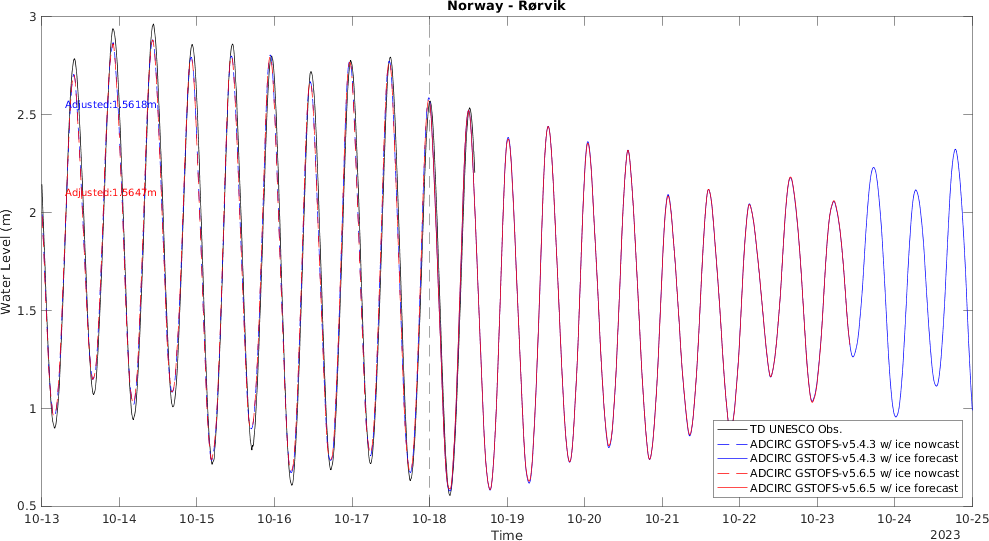 Norway - Rørvik
3
2.5
2
1.5
1
0.5
Water Level (m)
Adjusted:1.5618m
Adjusted:1.5647m
TD UNESCO Obs.
ADCIRC GSTOFS-v5.4.3 w/ ice nowcast
ADCIRC GSTOFS-v5.4.3 w/ ice forecast
ADCIRC GSTOFS-v5.6.5 w/ ice nowcast
ADCIRC GSTOFS-v5.6.5 w/ ice forecast
10-13 10-14 10-15 10-16 10-17 10-18 10-19 10-20 10-21 10-22 10-23 10-24 10-25
Time
2023